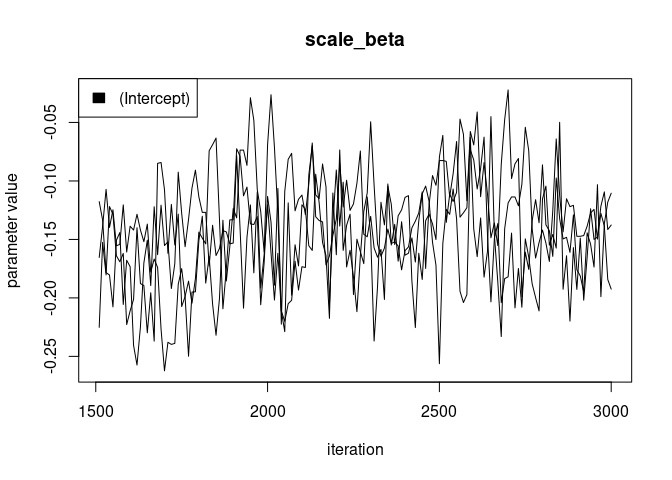 scale_beta
(Intercept)
parameter value
-0.05
-0.10
-0.15
-0.20
-0.25
1500
2000
2500
3000
iteration